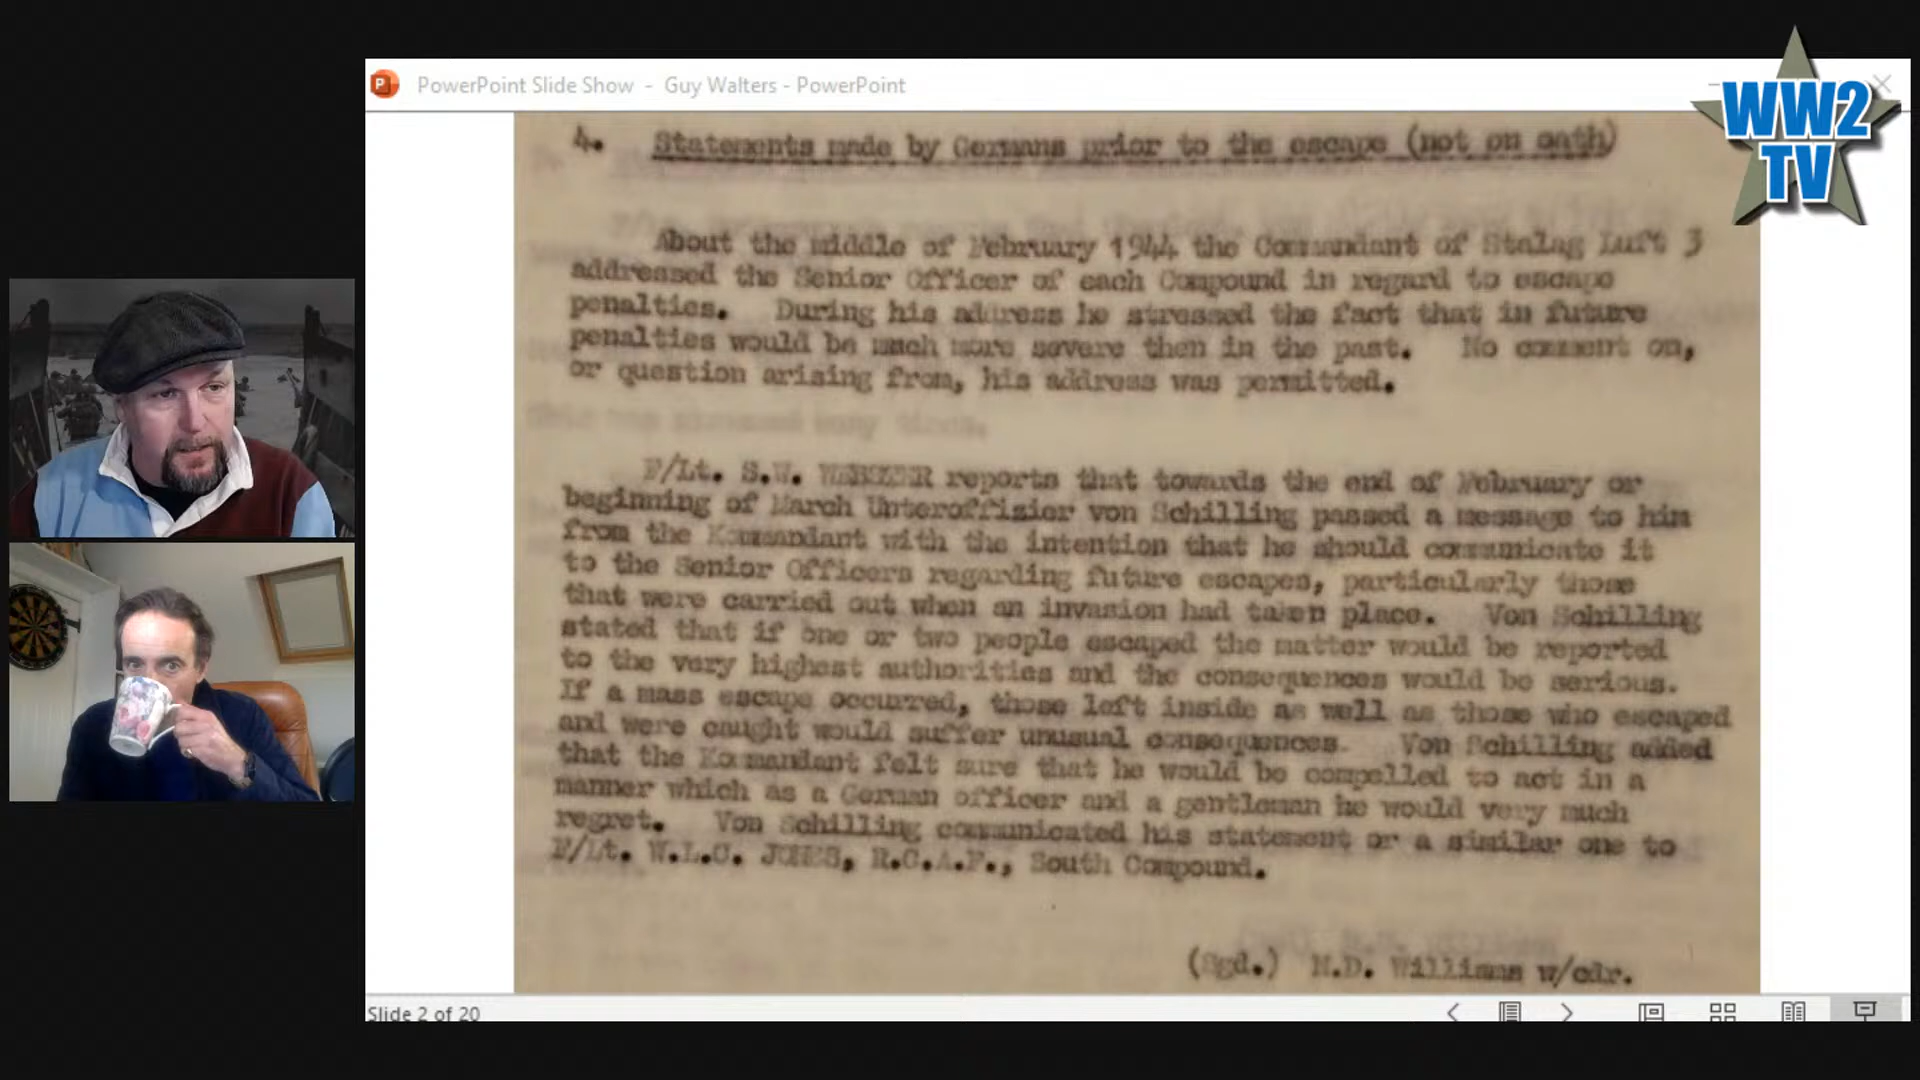 PowerPoint Slide Show - Guy Walters - PowerPoint
WW2
TV
4. Statements made by Germans prior to the escape (not on oath)
About the middle of February 1944 the Commandant of Stalag Luft 3
addressed the Senior Officer of each Compound in regard to escape
penalties. During his address he stressed the fact that in future
penalties would be much more severe then in the past. No comment on,
or question arising from, his address was permitted.
F/Lt. S.W. reports that towards the end of February or
beginning of March Unteroffizier von Schilling passed a message to him
from the Kommandant with the intention that he should communicate it
to the Senior Officers regarding future escapes, particularly those
that were carried out when an invasion had taken place. Von Schilling
stated that if one or two people escaped the matter would be reported
to the very highest authorities and the consequences would be serious.
If a mass escape occurred, those left inside as well as those who escaped
and were caught would suffer unusual consequences. Von Schilling added
that the Kommandant felt sure that he would be compelled to act in a
manner which as a German officer and a gentleman he would very much
regret. Von Schilling communicated his statement or a similar one to
F/Lt. W.L.C. JONES, R.C.A.F., South Compound.
(Sgd.) M.D. Williams w/cdr.
Slide 2 of 20